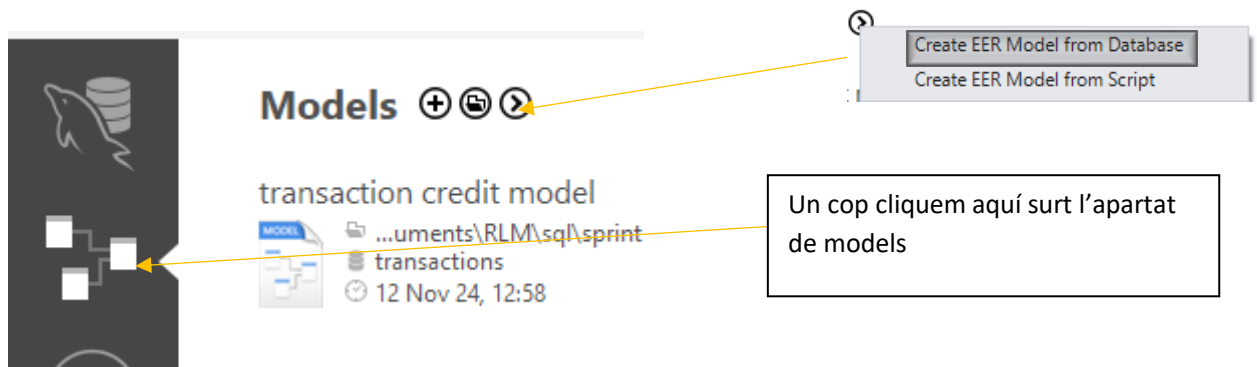 Create EER Model from Database
Create EER Model from Script
Models
transaction credit model
MODEL
...uments\RLM\sql\sprint
transactions
12 Nov 24, 12:58
Un cop cliquem aquí surt l’apartat
de models